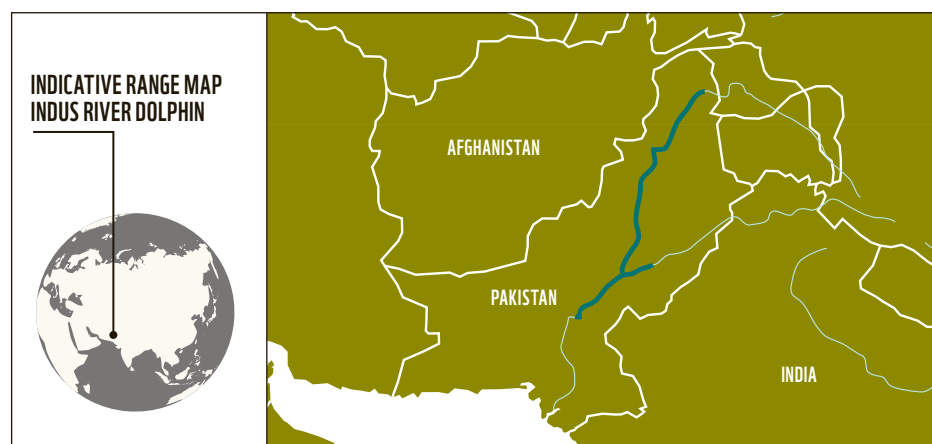 INDICATIVE RANGE MAP
INDUS RIVER DOLPHIN
AFGHANISTAN
PAKISTAN
INDIA